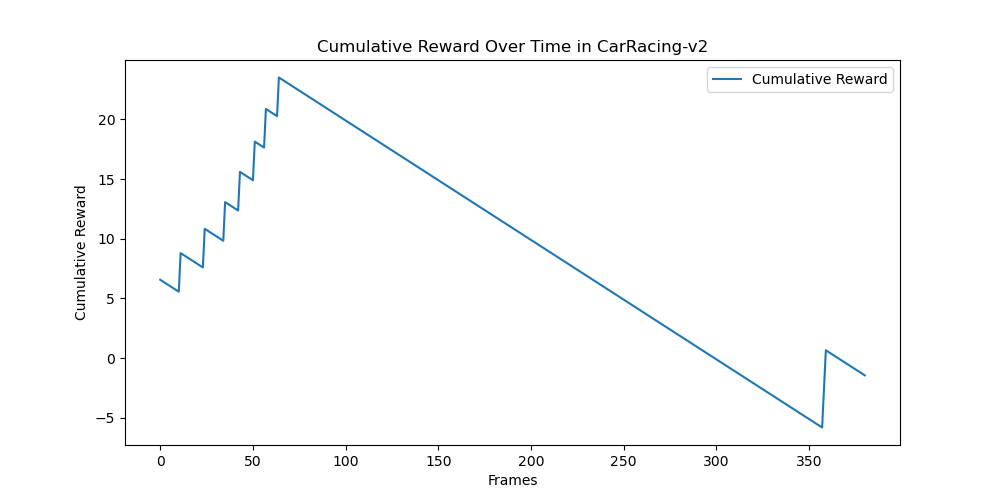 Cumulative Reward Over Time in CarRacing-v2
Cumulative Reward
Cumulative Reward
20
15
10
5
0
−5
0 50 100 150 200 250 300 350
Frames